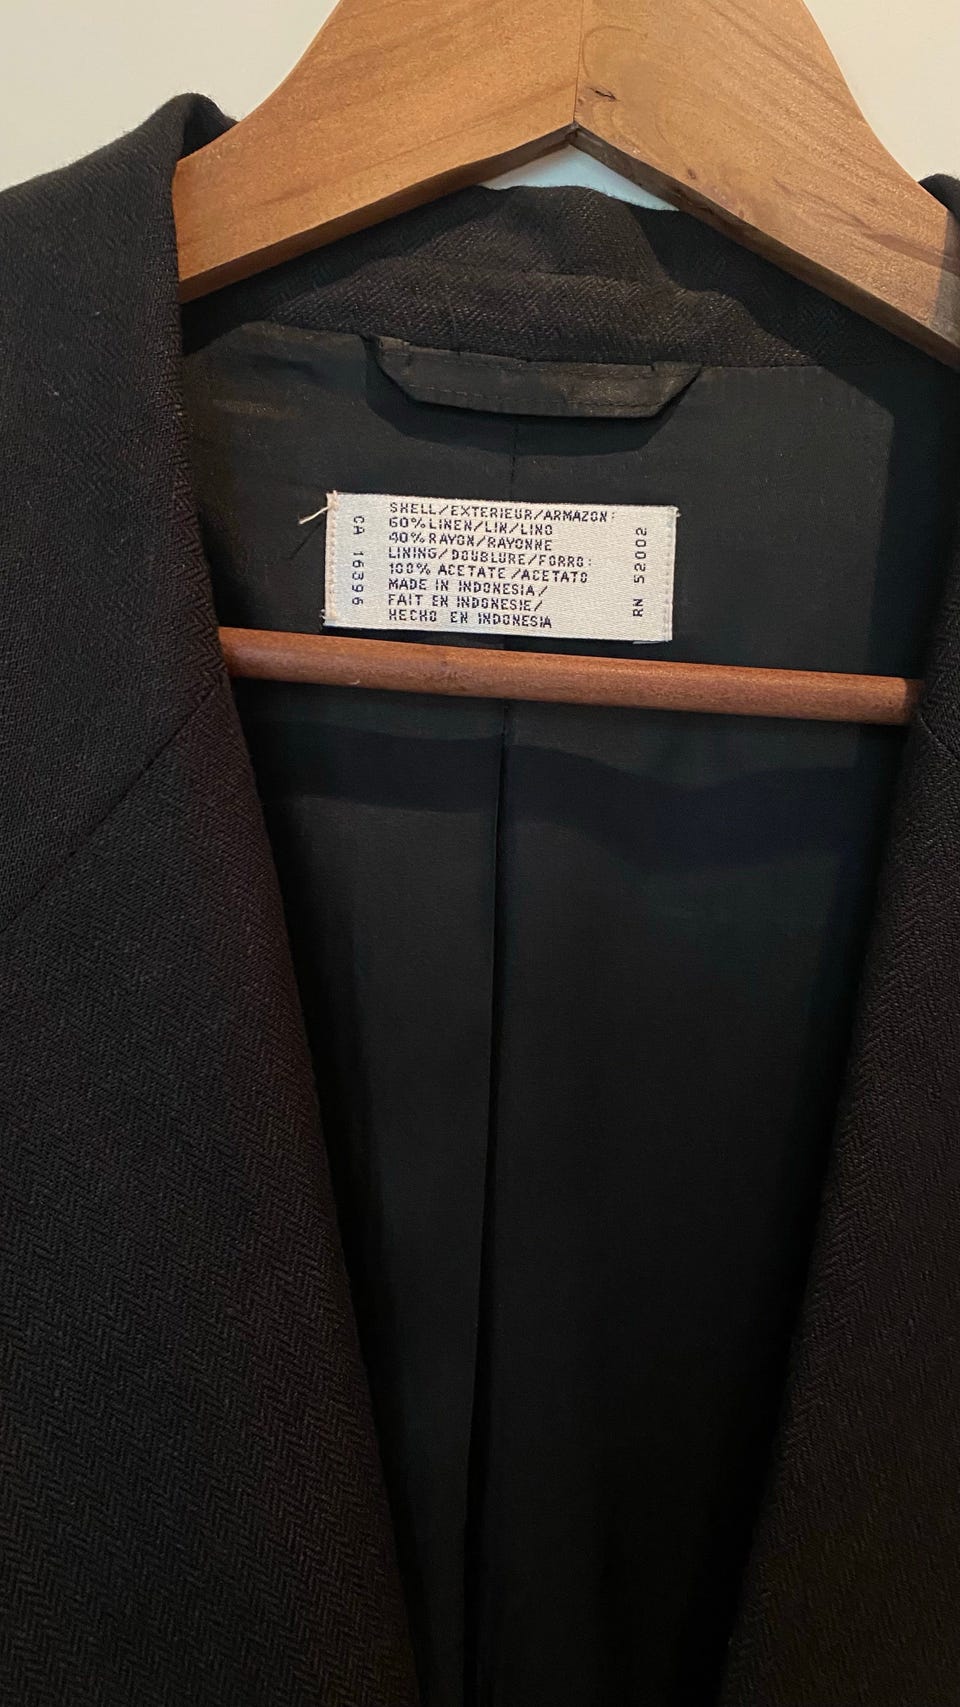 SHELL/EXTERIEUR/ARMAZON:
60% LINEN/LIN/LINO
40% RAYON/RAYONNE
LINING/DOUBLURE/FORRO:
100% ACETATE/ACETATO
MADE IN INDONESIA/
FAIT EN INDONESIE/
HECHO EN INDONESIA
CA 16396
RN 52002